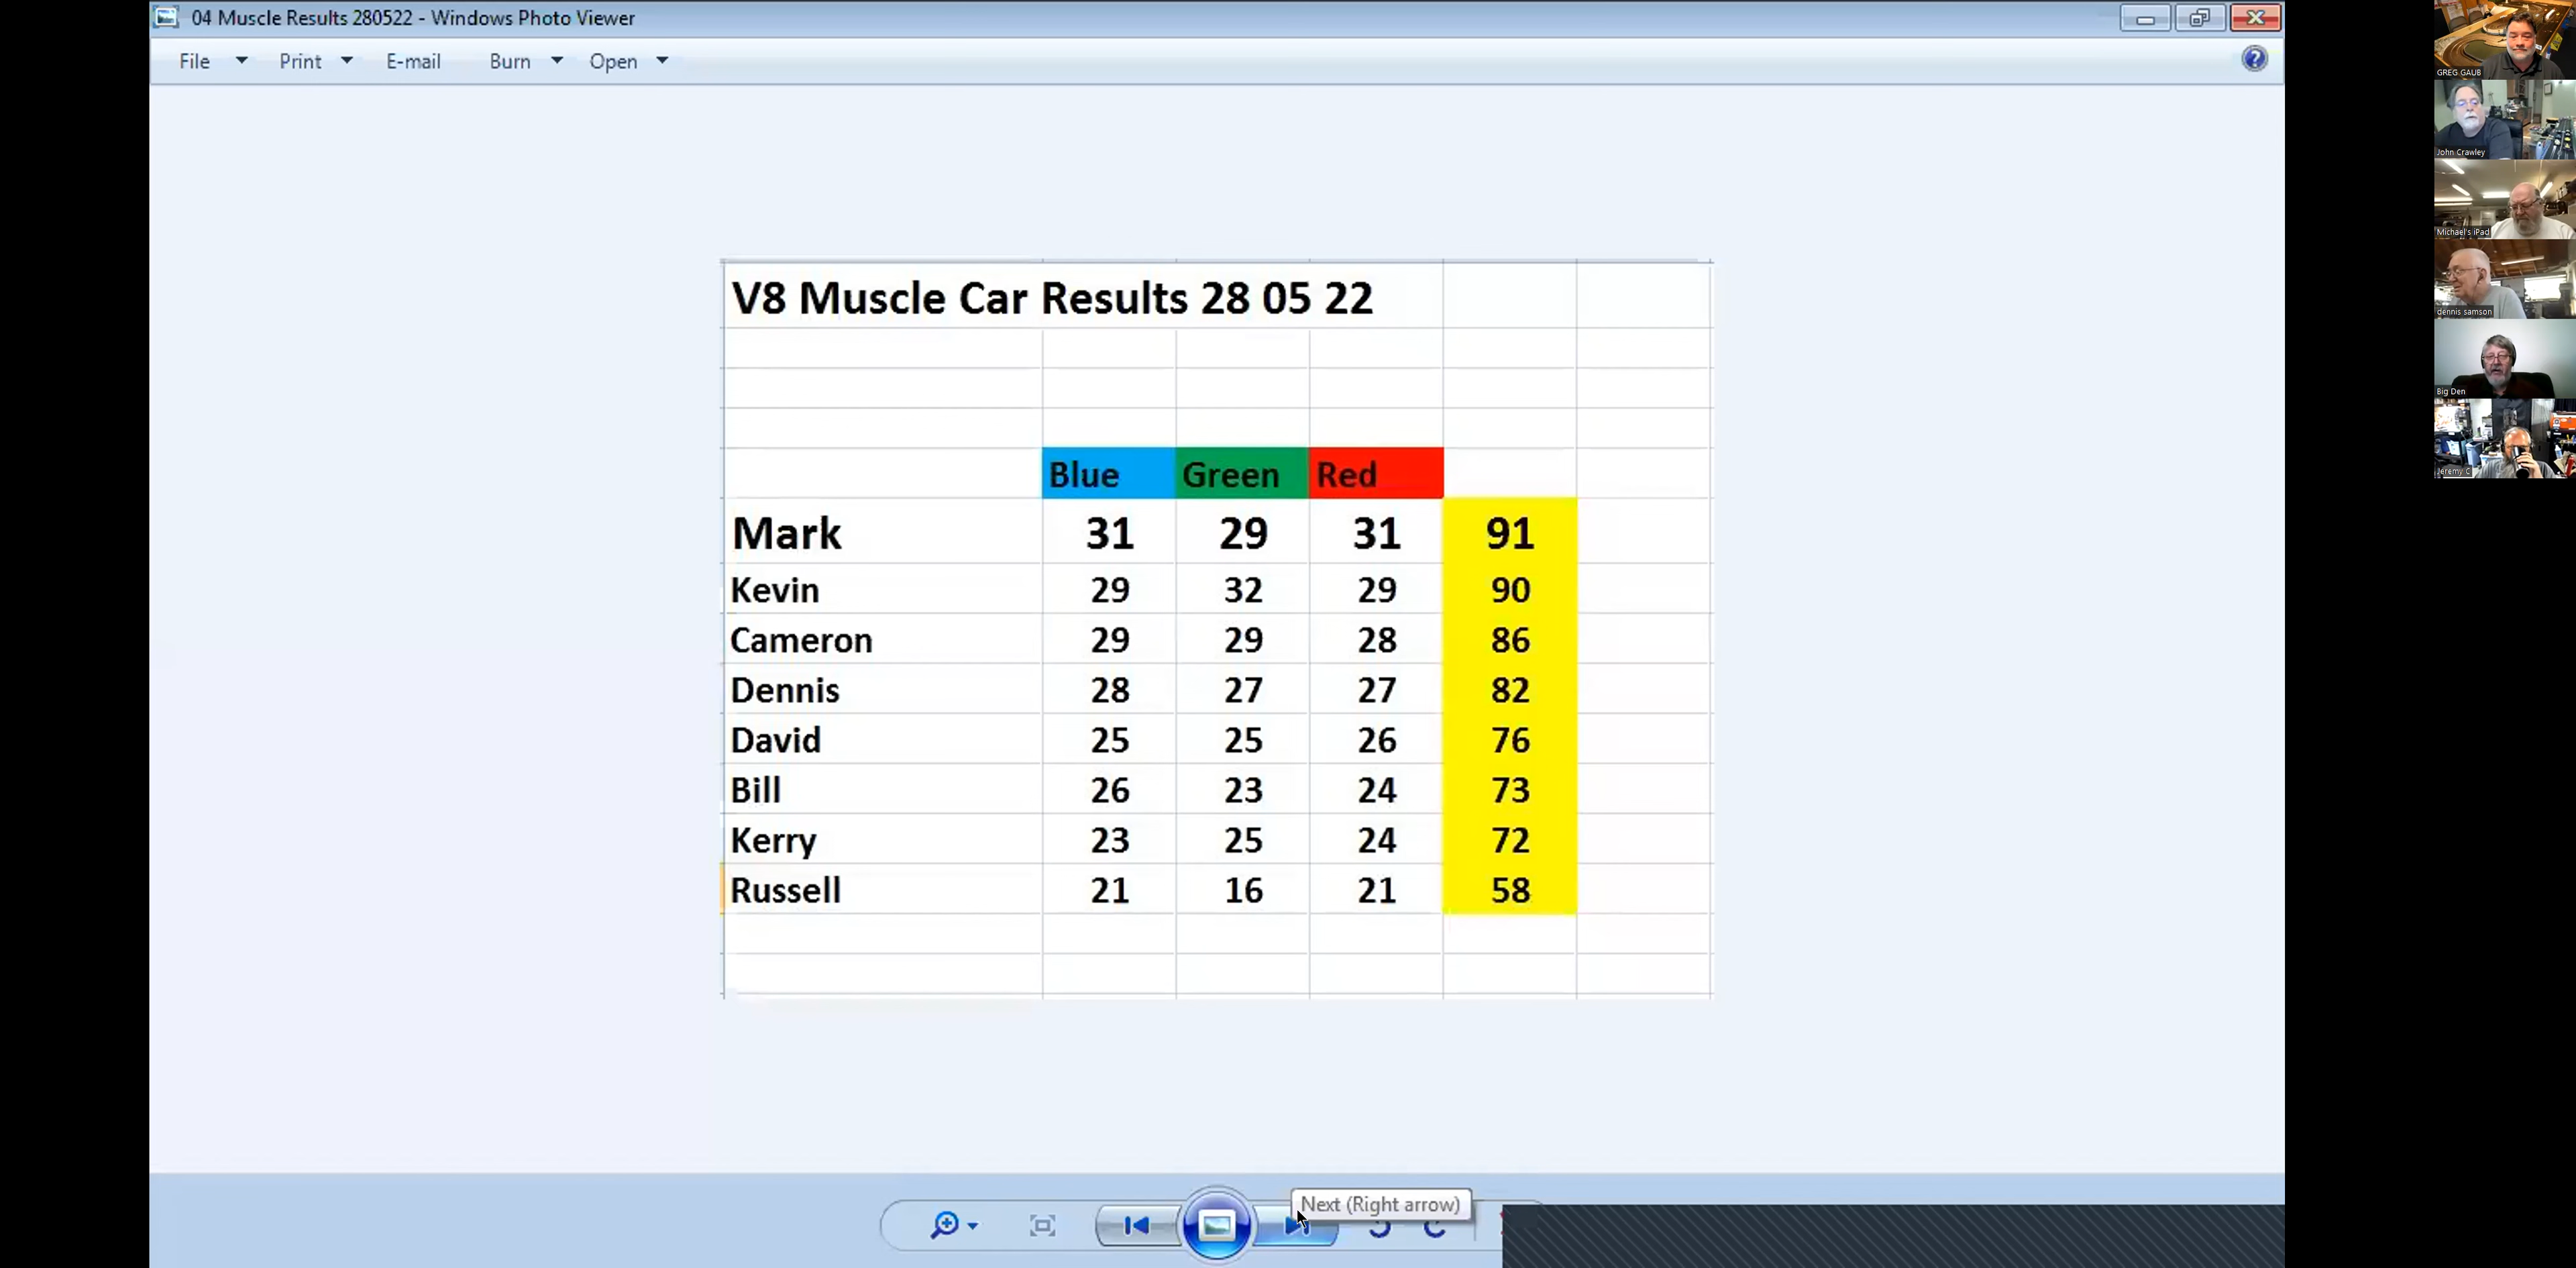 04 Muscle Results 280522 - Windows Photo Viewer
File Print E-mail Burn Open
V8 Muscle Car Results 28 05 22
Blue Green Red
Mark 31 29 31 91
Kevin 29 32 29 90
Cameron 29 29 28 86
Dennis 28 27 27 82
David 25 25 26 76
Bill 26 23 24 73
Kerry 23 25 24 72
Russell 21 16 21 58
Next (Right arrow)
GREG GAUB
John Crawley
Michael's iPad
dennis samson
Big Den
Jeremy C